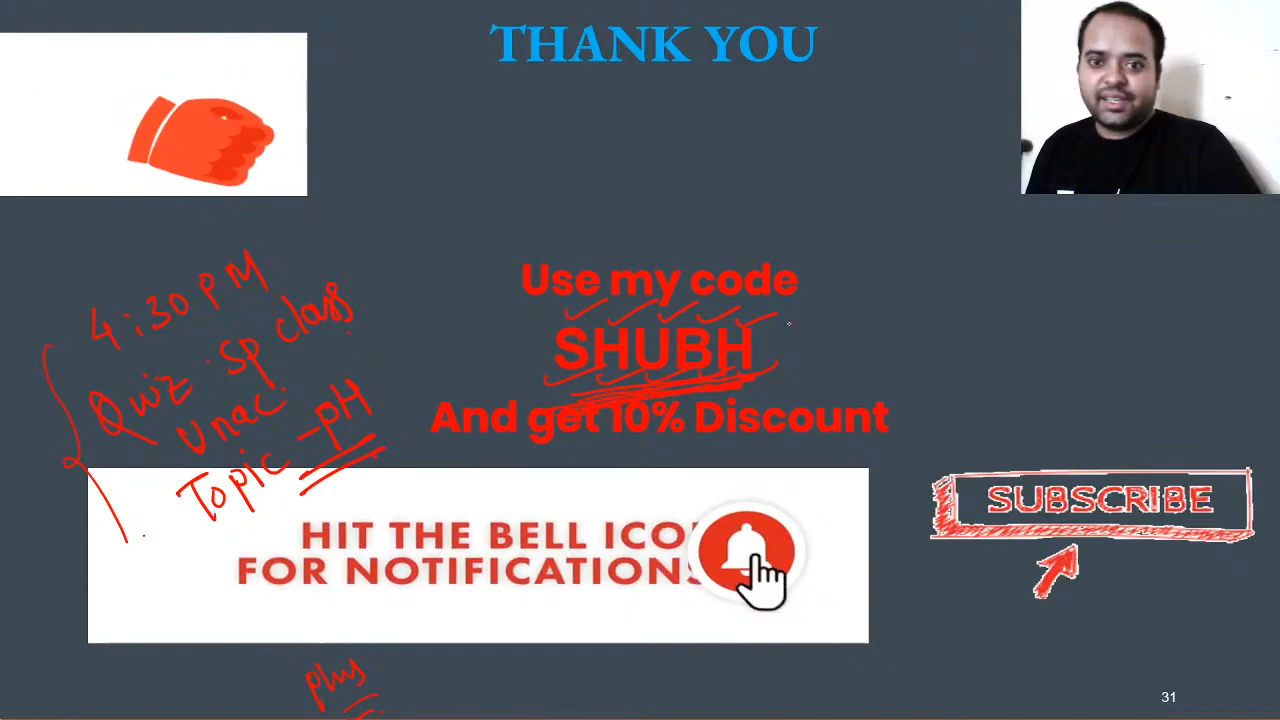 THANK YOU
Use my code
SHUBH
And get 10% Discount
4:30 PM
Quiz. Sp class
Unac.
Topic - pH
HIT THE BELL ICO
FOR NOTIFICATIONS
SUBSCRIBE
plus
31